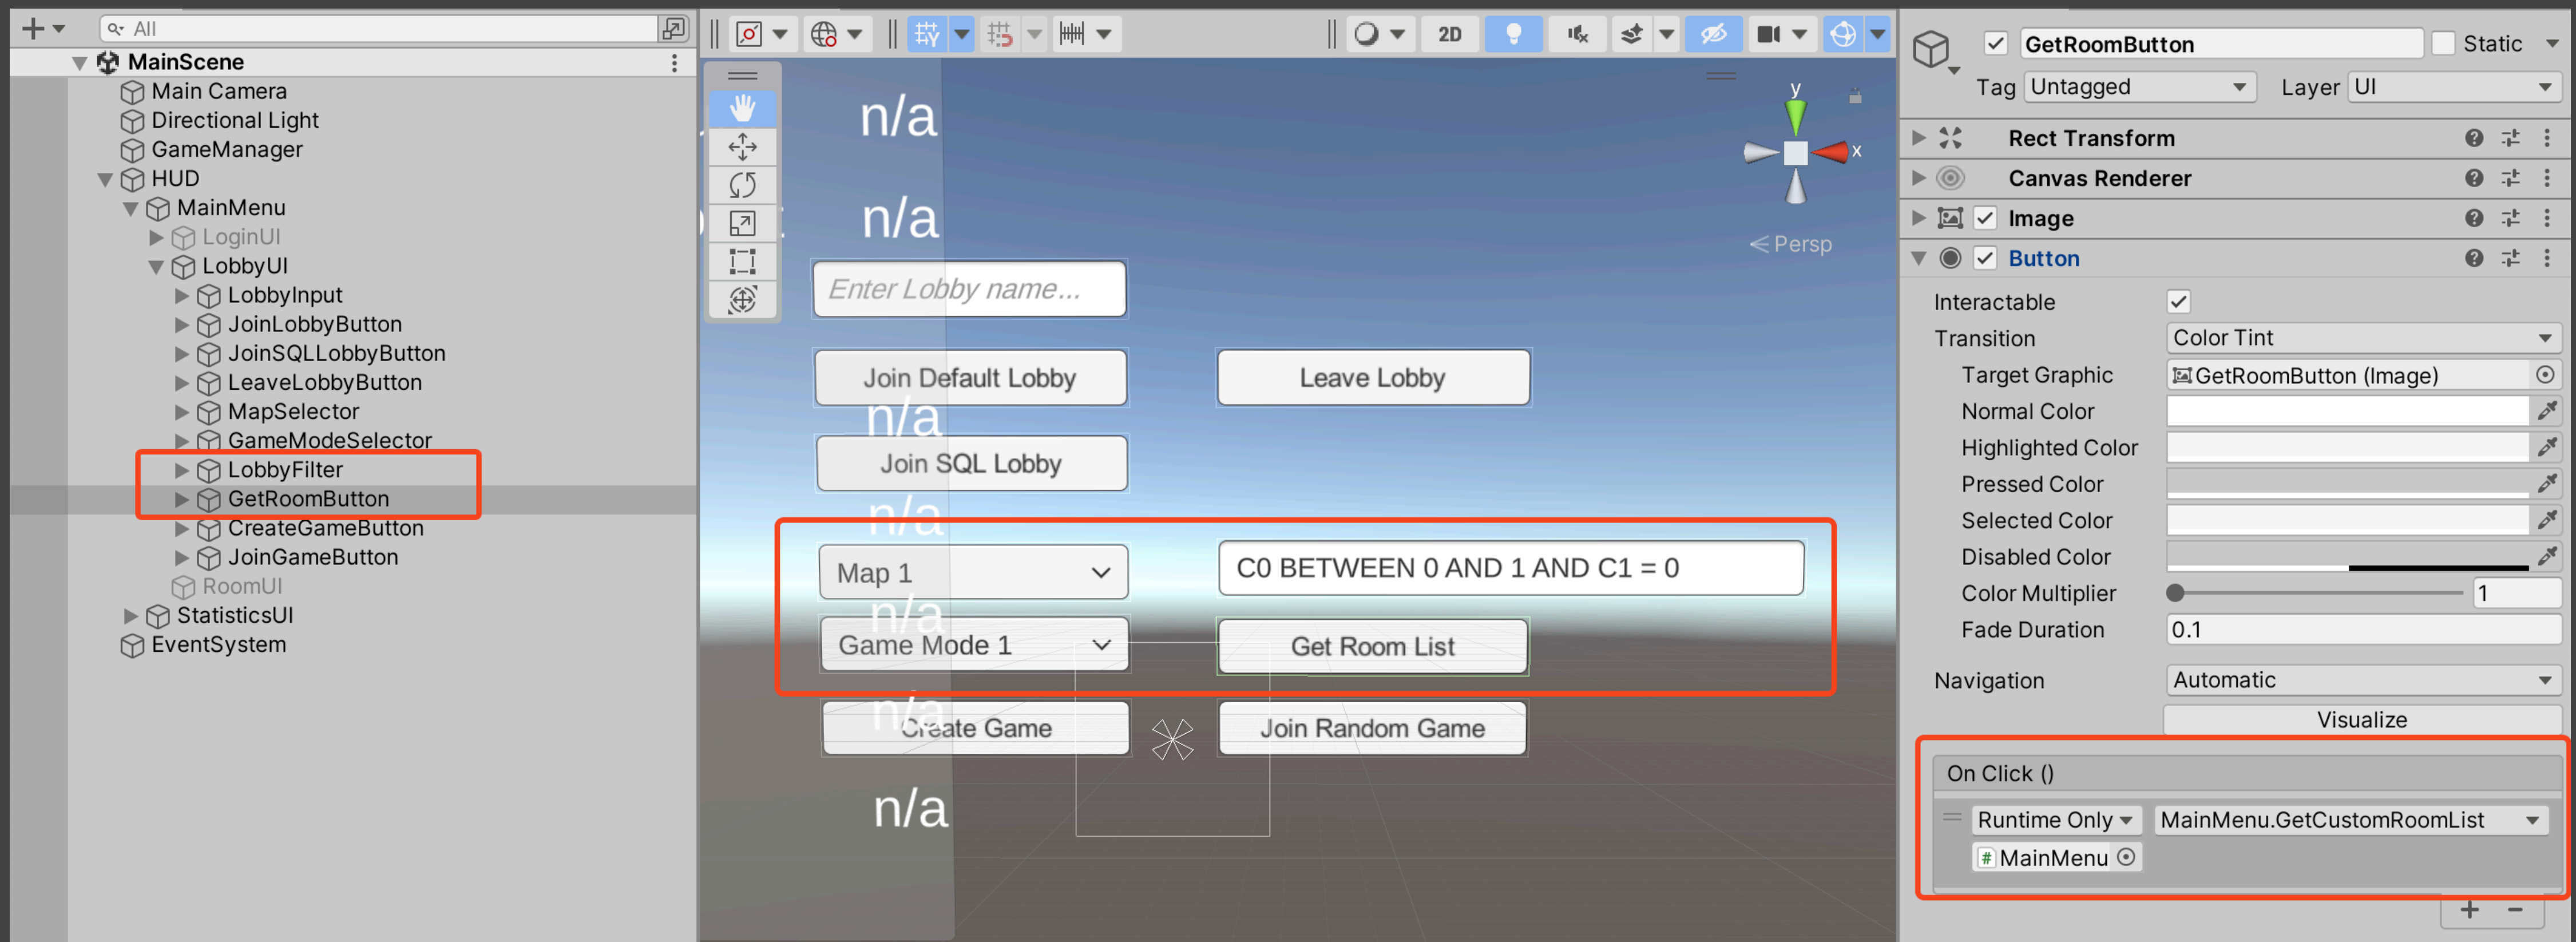 All
MainScene
Main Camera
Directional Light
GameManager
HUD
MainMenu
LoginUI
LobbyUI
LobbyInput
JoinLobbyButton
JoinSQLLobbyButton
LeaveLobbyButton
MapSelector
GameModeSelector
LobbyFilter
GetRoomButton
CreateGameButton
JoinGameButton
RoomUI
StatisticsUI
EventSystem
2D
y
x
Persp
n/a
n/a
Enter Lobby name...
Join Default Lobby
Leave Lobby
n/a
Join SQL Lobby
n/a
Map 1
C0 BETWEEN 0 AND 1 AND C1 = 0
n/a
Game Mode 1
Get Room List
n/a
Create Game
Join Random Game
n/a
GetRoomButton
Static
Tag Untagged
Layer UI
Rect Transform
Canvas Renderer
Image
Button
Interactable
Transition Color Tint
Target Graphic GetRoomButton (Image)
Normal Color
Highlighted Color
Pressed Color
Selected Color
Disabled Color
Color Multiplier 1
Fade Duration 0.1
Navigation Automatic
Visualize
On Click ()
Runtime Only MainMenu.GetCustomRoomList
# MainMenu